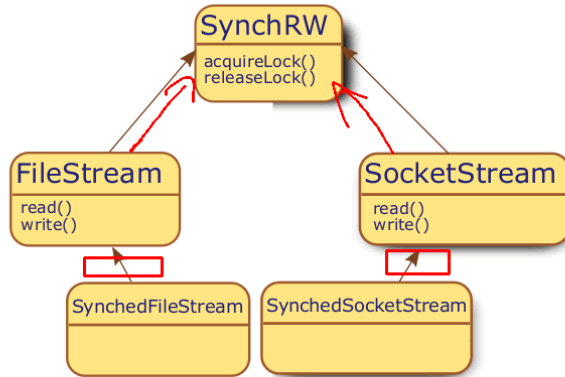 SynchRW
acquireLock()
releaseLock()
FileStream
read()
write()
SocketStream
read()
write()
SynchedFileStream
SynchedSocketStream